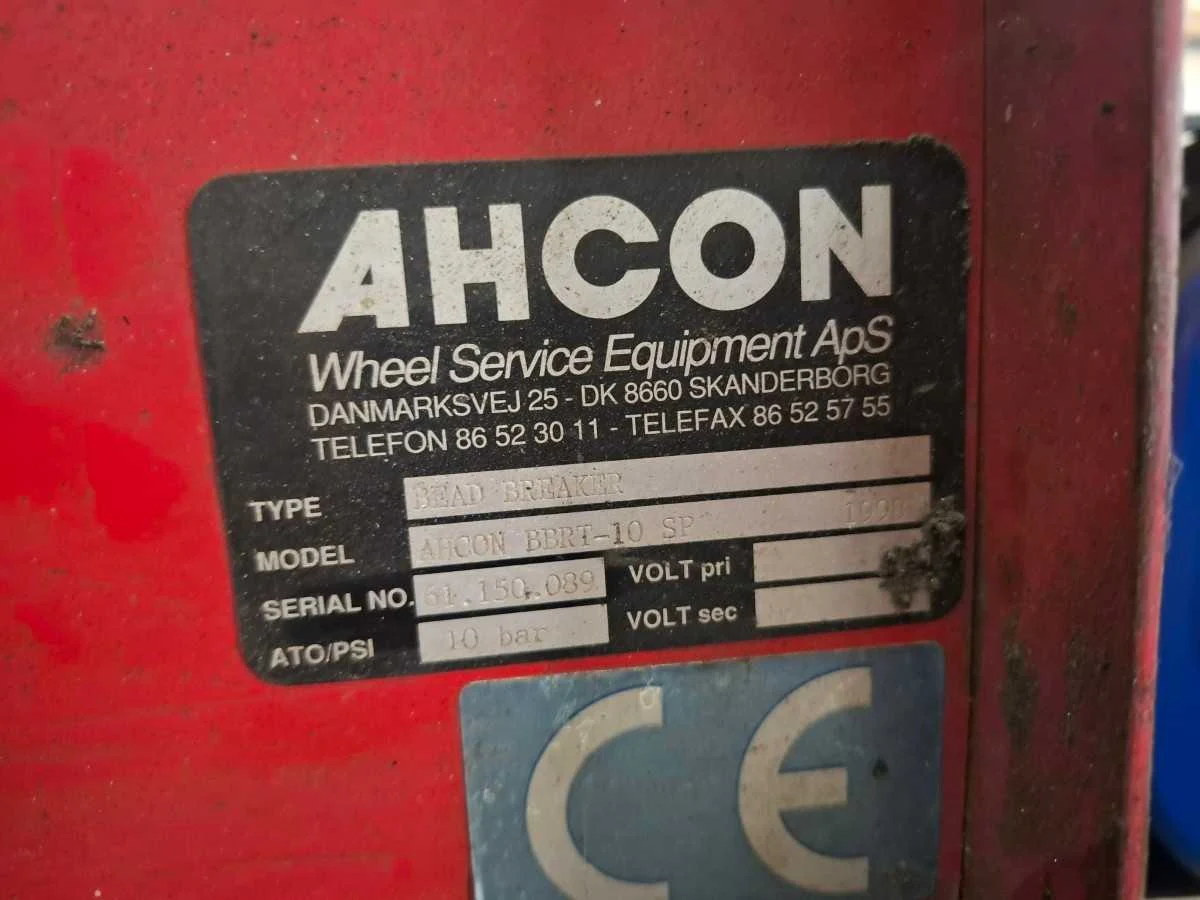 AHCON
Wheel Service Equipment ApS
DANMARKSVEJ 25 - DK 8660 SKANDERBORG
TELEFON 86 52 30 11 - TELEFAX 86 52 57 55
TYPE BEAD BREAKER
MODEL AHCON BBRT-10 SP
SERIAL NO. 61.150.089 VOLT pri
ATO/PSI 10 bar VOLT sec
CE